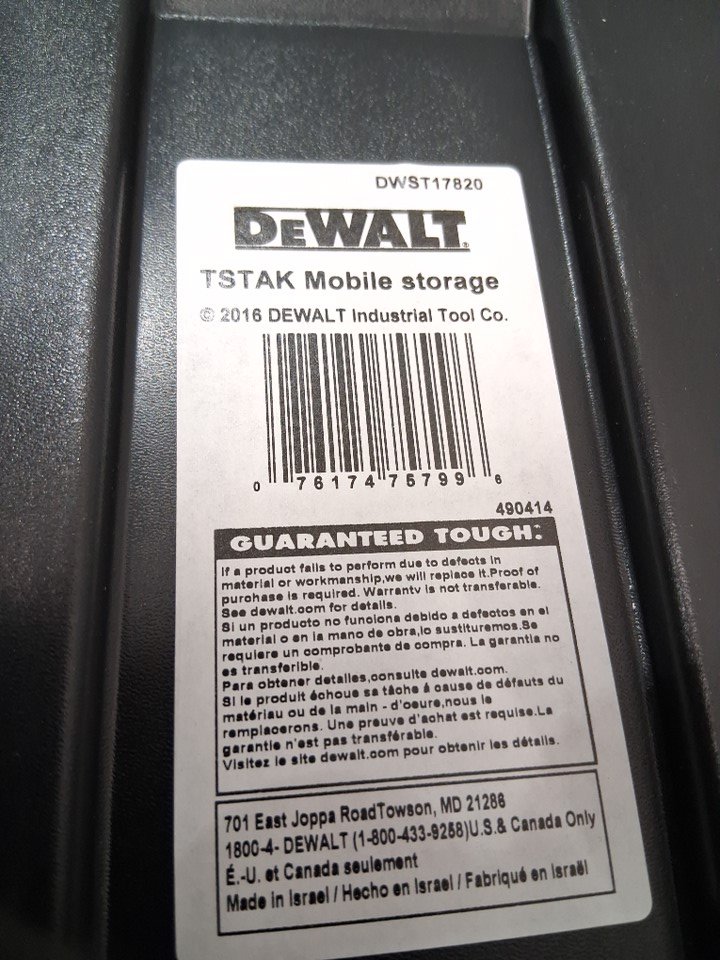 DWST17820
DEWALT®
TSTAK Mobile storage
© 2016 DEWALT Industrial Tool Co.
0 76174 75799 6
490414
GUARANTEED TOUGH.™
If a product fails to perform due to defects in
material or workmanship,we will replace it.Proof of
purchase is required. Warranty is not transferable.
See dewalt.com for details.
Si un producto no funciona debido a defectos en el
material o en la mano de obra,lo sustituremos.Se
requiere un comprobante de compra. La garantia no
es transferible.
Para obtener detalles,consulte dewalt.com.
Si le produit échoue sa tâche á cause de défauts du
matériau ou de la main - d'oeure,nous le
remplacerons. Une preuve d'achat est requise.La
garantie n'est pas transférable.
Visitez le site dewalt.com pour obtenir les détails.
701 East Joppa RoadTowson, MD 21286
1800-4- DEWALT (1-800-433-9258)U.S.& Canada Only
É.-U. et Canada seulement
Made in Israel / Hecho en Israel / Fabriqué en Israël